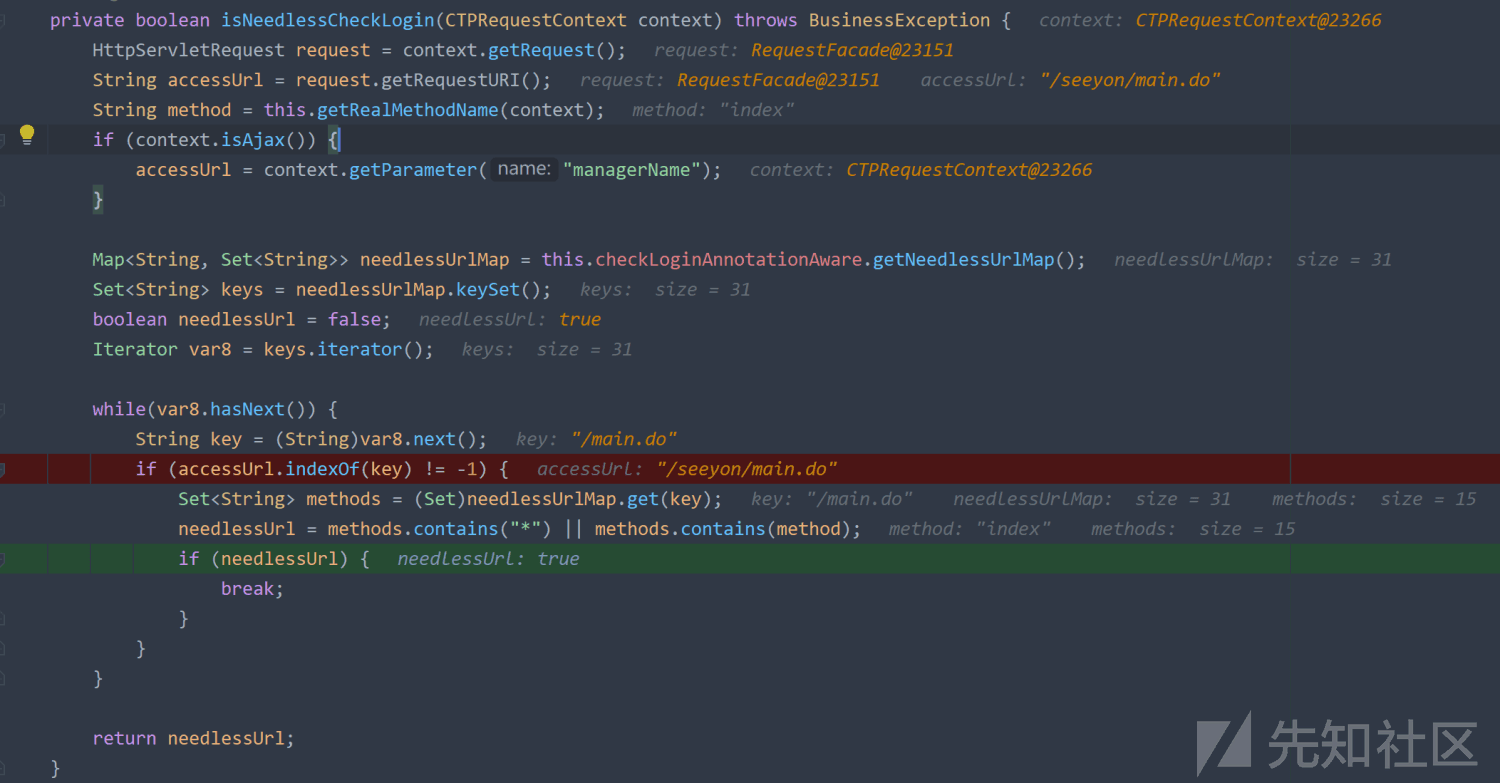 private boolean isNeedlessCheckLogin(CTPRequestContext context) throws BusinessException {   context: CTPRequestContext@23266
    HttpServletRequest request = context.getRequest();   request: RequestFacade@23151
    String accessUrl = request.getRequestURI();   request: RequestFacade@23151    accessUrl: "/seeyon/main.do"
    String method = this.getRealMethodName(context);   method: "index"
    if (context.isAjax()) {
        accessUrl = context.getParameter( name: "managerName");   context: CTPRequestContext@23266
    }
    Map<String, Set<String>> needlessUrlMap = this.checkLoginAnnotationAware.getNeedlessUrlMap();   needlessUrlMap:  size = 31
    Set<String> keys = needlessUrlMap.keySet();   keys:  size = 31
    boolean needlessUrl = false;   needlessUrl: true
    Iterator var8 = keys.iterator();   keys:  size = 31
    while(var8.hasNext()) {
        String key = (String)var8.next();   key: "/main.do"
        if (accessUrl.indexOf(key) != -1) {   accessUrl: "/seeyon/main.do"
            Set<String> methods = (Set)needlessUrlMap.get(key);   key: "/main.do"    needlessUrlMap:  size = 31    methods:  size = 15
            needlessUrl = methods.contains("*") || methods.contains(method);   method: "index"    methods:  size = 15
            if (needlessUrl) {   needlessUrl: true
                break;
            }
        }
    }
    return needlessUrl;
}
先知社区